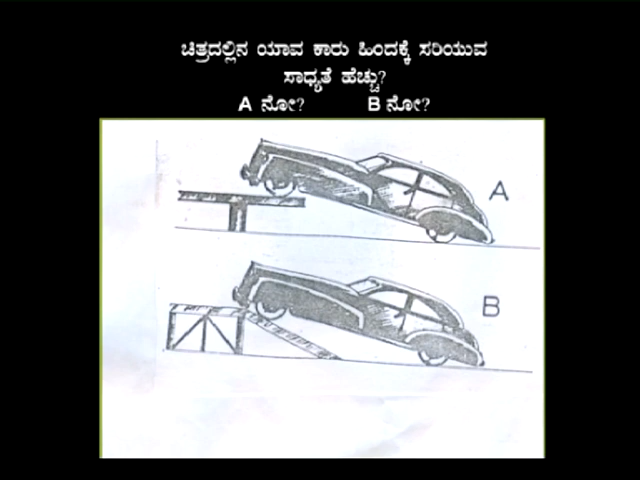 ಚಿತ್ರದಲ್ಲಿನ ಯಾವ ಕಾರು ಹಿಂದಕ್ಕೆ ಸರಿಯುವ
ಸಾಧ್ಯತೆ ಹೆಚ್ಚು?
A ನೋ? B ನೋ?
A
B